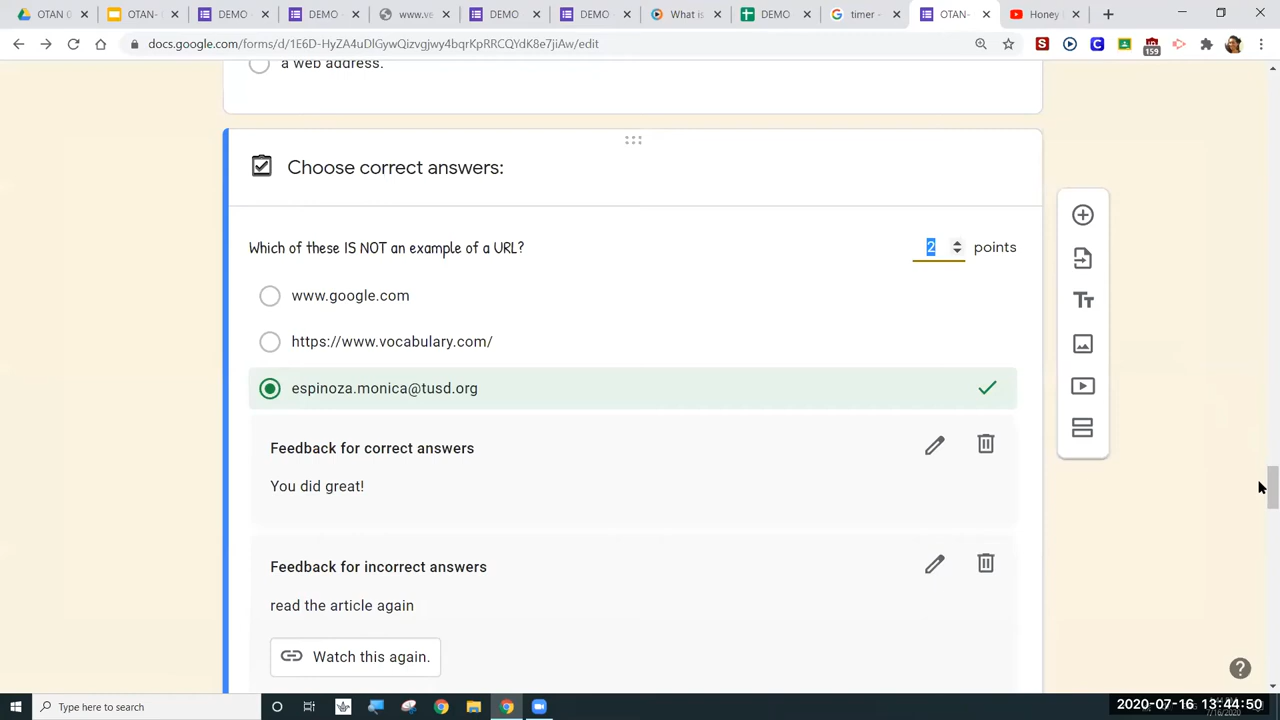 OTAN G
OTAN-
DEMO
DEMO
www.ve
DEMO
DEMO
What is
DEMO
timer -
OTAN-
Honey
docs.google.com/forms/d/1E6D-HyZA4uDlGywQizvgjwy4bqrKpRRCQYdK8e7jiAw/edit
159
a web address.
Choose correct answers:
Which of these IS NOT an example of a URL?
2 points
www.google.com
https://www.vocabulary.com/
espinoza.monica@tusd.org
Feedback for correct answers
You did great!
Feedback for incorrect answers
read the article again
Watch this again.
Type here to search
2020-07-16 13:44:50